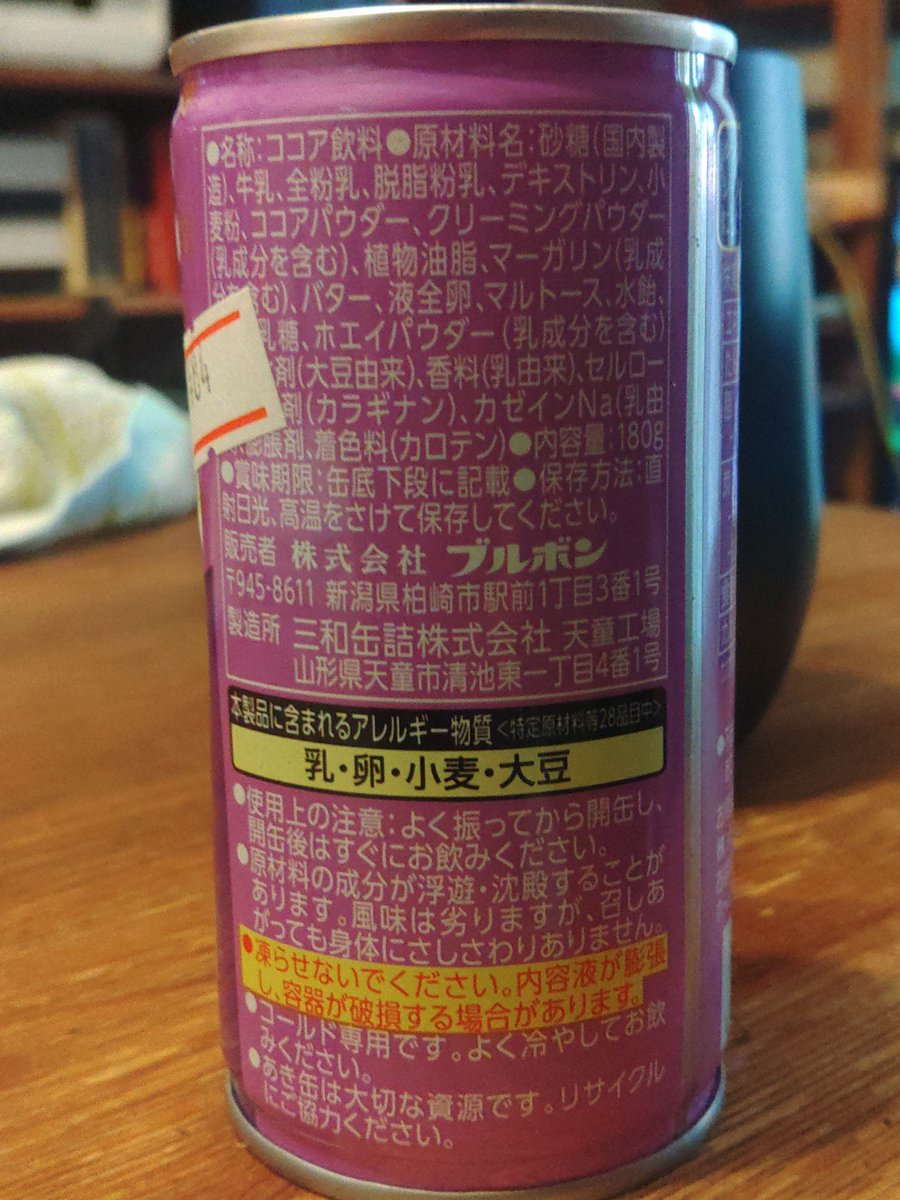 ●名称:ココア飲料●原材料名:砂糖(国内製
造)、牛乳、全粉乳、脱脂粉乳、デキストリン、小
麦粉、ココアパウダー、クリーミングパウダー
(乳成分を含む)、植物油脂、マーガリン(乳成
分を含む)、バター、液全卵、マルトース、水飴、
乳糖、ホエイパウダー(乳成分を含む)
剤(大豆由来)、香料(乳由来)、セルロー
剤(カラギナン)、カゼインNa(乳由
膨脹剤、着色料(カロテン)●内容量:180g
●賞味期限:缶底下段に記載●保存方法:直
射日光、高温をさけて保存してください。
販売者 株式会社 ブルボン
〒945-8611 新潟県柏崎市駅前1丁目3番1号
製造所 三和缶詰株式会社 天童工場
山形県天童市清池東一丁目4番1号
本製品に含まれるアレルギー物質<特定原材料等28品目中>
乳・卵・小麦・大豆
●使用上の注意:よく振ってから開缶し、
開缶後はすぐにお飲みください。
●原材料の成分が浮遊・沈殿することが
あります。風味は劣りますが、召しあ
がっても身体にさしさわりありません。
●凍らせないでください。内容液が膨張
し、容器が破損する場合があります。
●コールド専用です。よく冷やしてお飲
みください。
●あき缶は大切な資源です。リサイクル
にご協力ください。